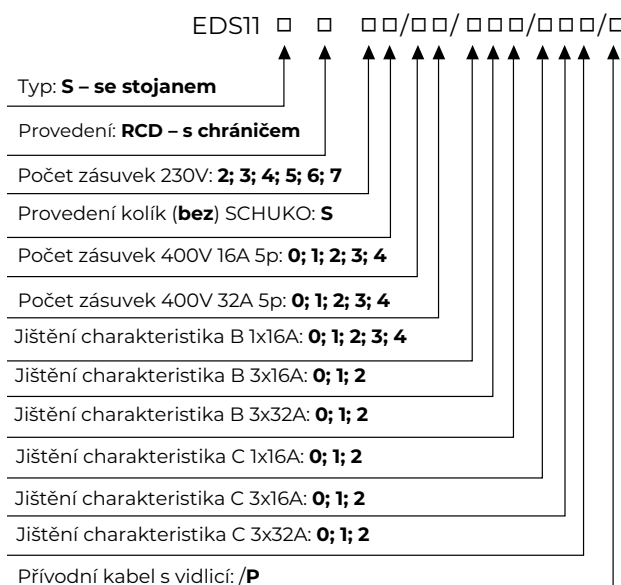 EDS11 □ □ □□/□□/□□□/□□□/□
Typ: S – se stojanem
Provedení: RCD – s chráničem
Počet zásuvek 230V: 2; 3; 4; 5; 6; 7
Provedení kolík (bez) SCHUKO: S
Počet zásuvek 400V 16A 5p: 0; 1; 2; 3; 4
Počet zásuvek 400V 32A 5p: 0; 1; 2; 3; 4
Jištění charakteristika B 1x16A: 0; 1; 2; 3; 4
Jištění charakteristika B 3x16A: 0; 1; 2
Jištění charakteristika B 3x32A: 0; 1; 2
Jištění charakteristika C 1x16A: 0; 1; 2
Jištění charakteristika C 3x16A: 0; 1; 2
Jištění charakteristika C 3x32A: 0; 1; 2
Přívodní kabel s vidlicí: /P